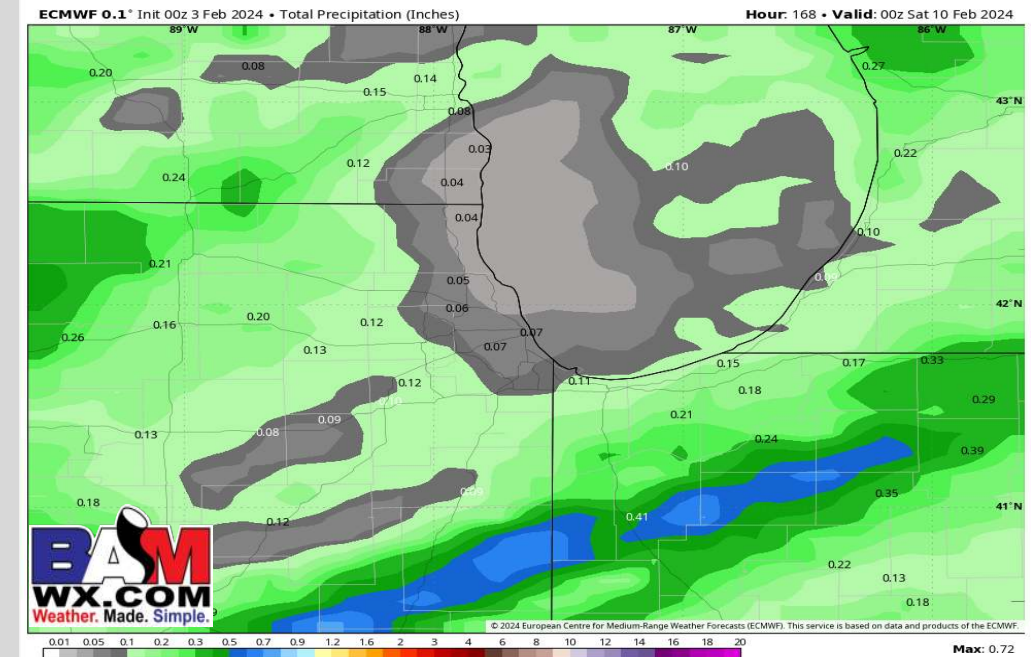 ECMWF 0.1° Init 00z 3 Feb 2024 • Total Precipitation (Inches) Hour: 168 • Valid: 00z Sat 10 Feb 2024
89°W 88°W 87°W 86°W
0.20 0.08 0.14 0.27
0.15 43°N
0.08
0.03 0.22
0.12 0.10
0.24 0.04
0.04 0.10
0.21
0.05 0.09
0.06 42°N
0.16 0.20 0.12
0.26 0.07
0.13 0.07
0.15 0.17 0.33
0.12 0.11 0.18
0.10 0.29
0.09 0.21
0.13 0.08 0.24
0.39
0.18 0.09 0.35
0.12 0.41 41°N
0.22
0.13
0.18
BAM
WX.COM
Weather. Made. Simple.
© 2024 European Centre for Medium-Range Weather Forecasts (ECMWF). This service is based on data and products of the ECMWF.
0.01 0.05 0.1 0.2 0.3 0.5 0.7 0.9 1.2 1.6 2 3 4 6 8 10 12 14 16 18 20
Max: 0.72